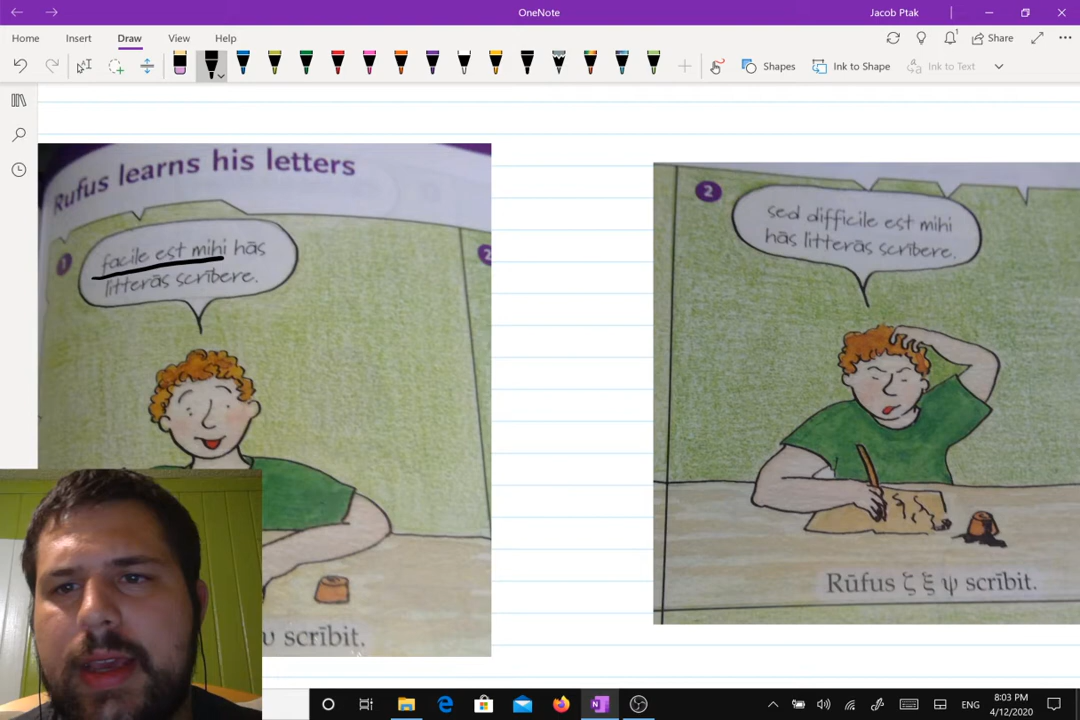 OneNote
Jacob Ptak
Home
Insert
Draw
View
Help
Share
Shapes
Ink to Shape
Ink to Text
Rufus learns his letters
1
facile est mihi hās
litterās scrībere.
2
υ scrībit.
2
sed difficile est mihi
hās litterās scrībere.
Rūfus ζ ξ ψ scrībit.
ENG
8:03 PM
4/12/2020